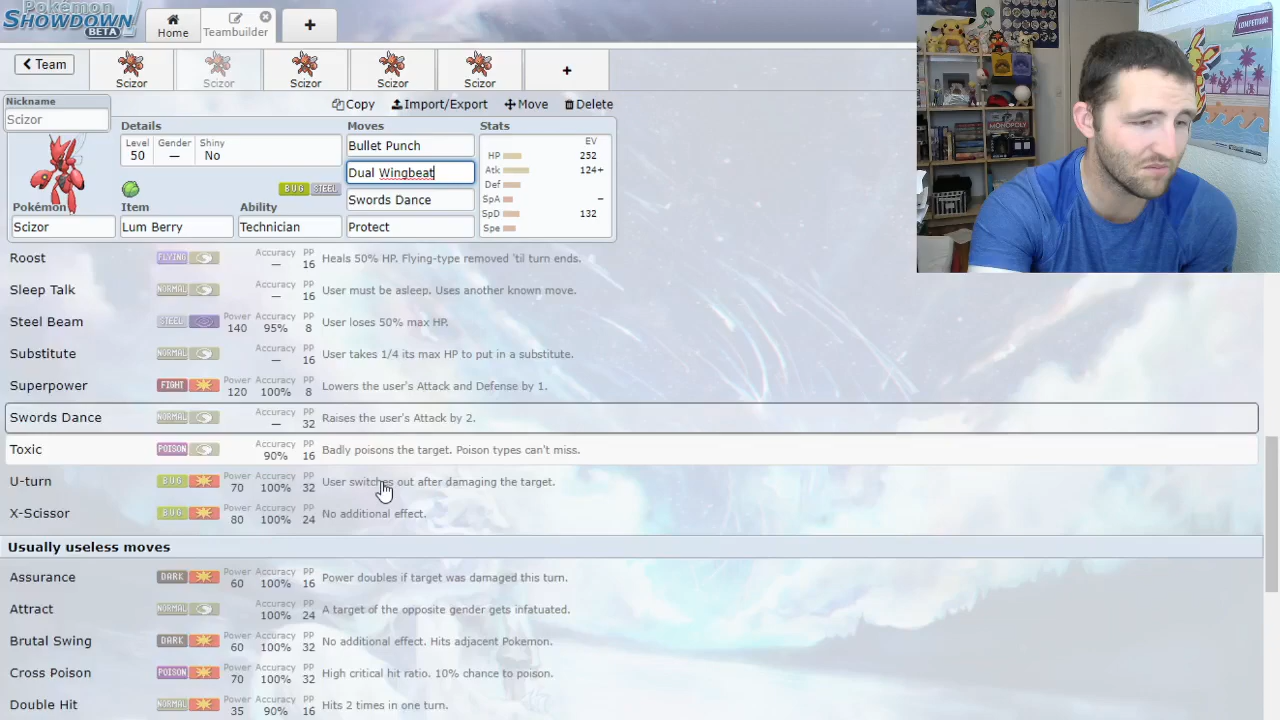 Pokémon
SHOWDOWN
BETA
Home
Teambuilder
+
Team
Scizor
Scizor
Scizor
Scizor
Scizor
+
Nickname
Scizor
Copy
Import/Export
Move
Delete
Details
Level 50
Gender —
Shiny No
BUG STEEL
Pokémon
Scizor
Item
Lum Berry
Ability
Technician
Moves
Bullet Punch
Dual Wingbeat
Swords Dance
Protect
Stats
EV
HP 252
Atk 124+
Def
SpA –
SpD 132
Spe
Roost FLYING Accuracy — PP 16 Heals 50% HP. Flying-type removed 'til turn ends.
Sleep Talk NORMAL Accuracy — PP 16 User must be asleep. Uses another known move.
Steel Beam STEEL Power 140 Accuracy 95% PP 8 User loses 50% max HP.
Substitute NORMAL Accuracy — PP 16 User takes 1/4 its max HP to put in a substitute.
Superpower FIGHT Power 120 Accuracy 100% PP 8 Lowers the user's Attack and Defense by 1.
Swords Dance NORMAL Accuracy — PP 32 Raises the user's Attack by 2.
Toxic POISON Accuracy 90% PP 16 Badly poisons the target. Poison types can't miss.
U-turn BUG Power 70 Accuracy 100% PP 32 User switches out after damaging the target.
X-Scissor BUG Power 80 Accuracy 100% PP 24 No additional effect.
Usually useless moves
Assurance DARK Power 60 Accuracy 100% PP 16 Power doubles if target was damaged this turn.
Attract NORMAL Accuracy 100% PP 24 A target of the opposite gender gets infatuated.
Brutal Swing DARK Power 60 Accuracy 100% PP 32 No additional effect. Hits adjacent Pokemon.
Cross Poison POISON Power 70 Accuracy 100% PP 32 High critical hit ratio. 10% chance to poison.
Double Hit NORMAL Power 35 Accuracy 90% PP 16 Hits 2 times in one turn.
MONOPOLY